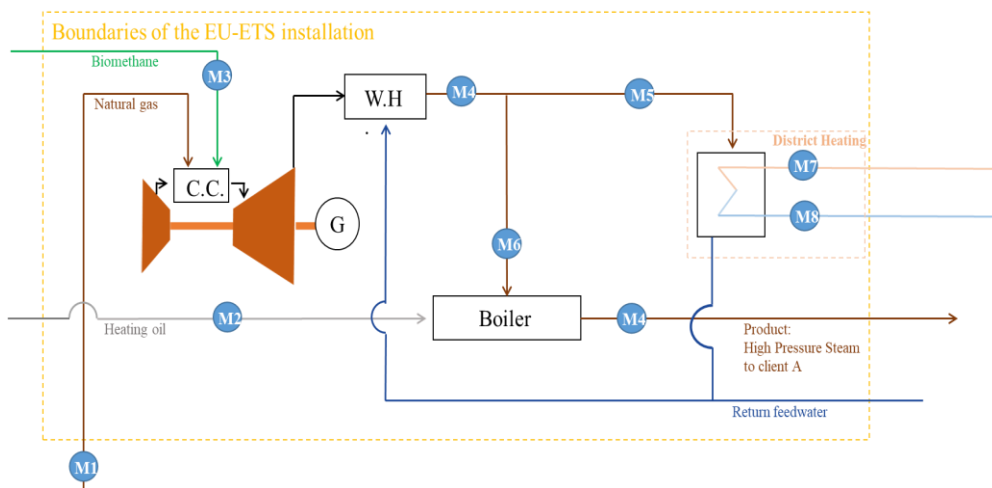 Boundaries of the EU-ETS installation
Biomethane
M3
W.H
M4
M5
Natural gas
District Heating
M7
C.C.
G
M8
M6
M2
Boiler
M4
Heating oil
Product:
High Pressure Steam
to client A
Return feedwater
M1